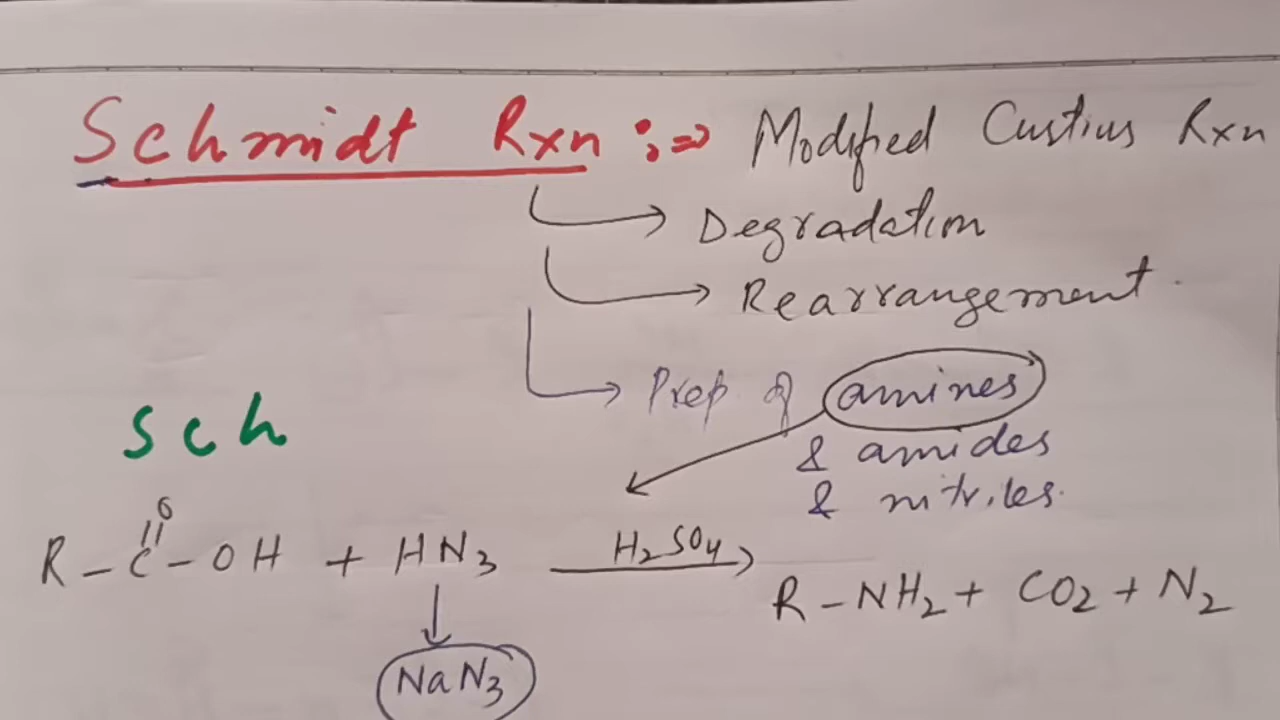 Schmidt Rxn :⇒ Modified Custius Rxn
→ Degradation
→ Rearrangement.
→ Prep of amines
& amides
& nitriles.
Sch
O
R-C-OH + HN3 H2SO4→ R-NH2 + CO2 + N2
NaN3